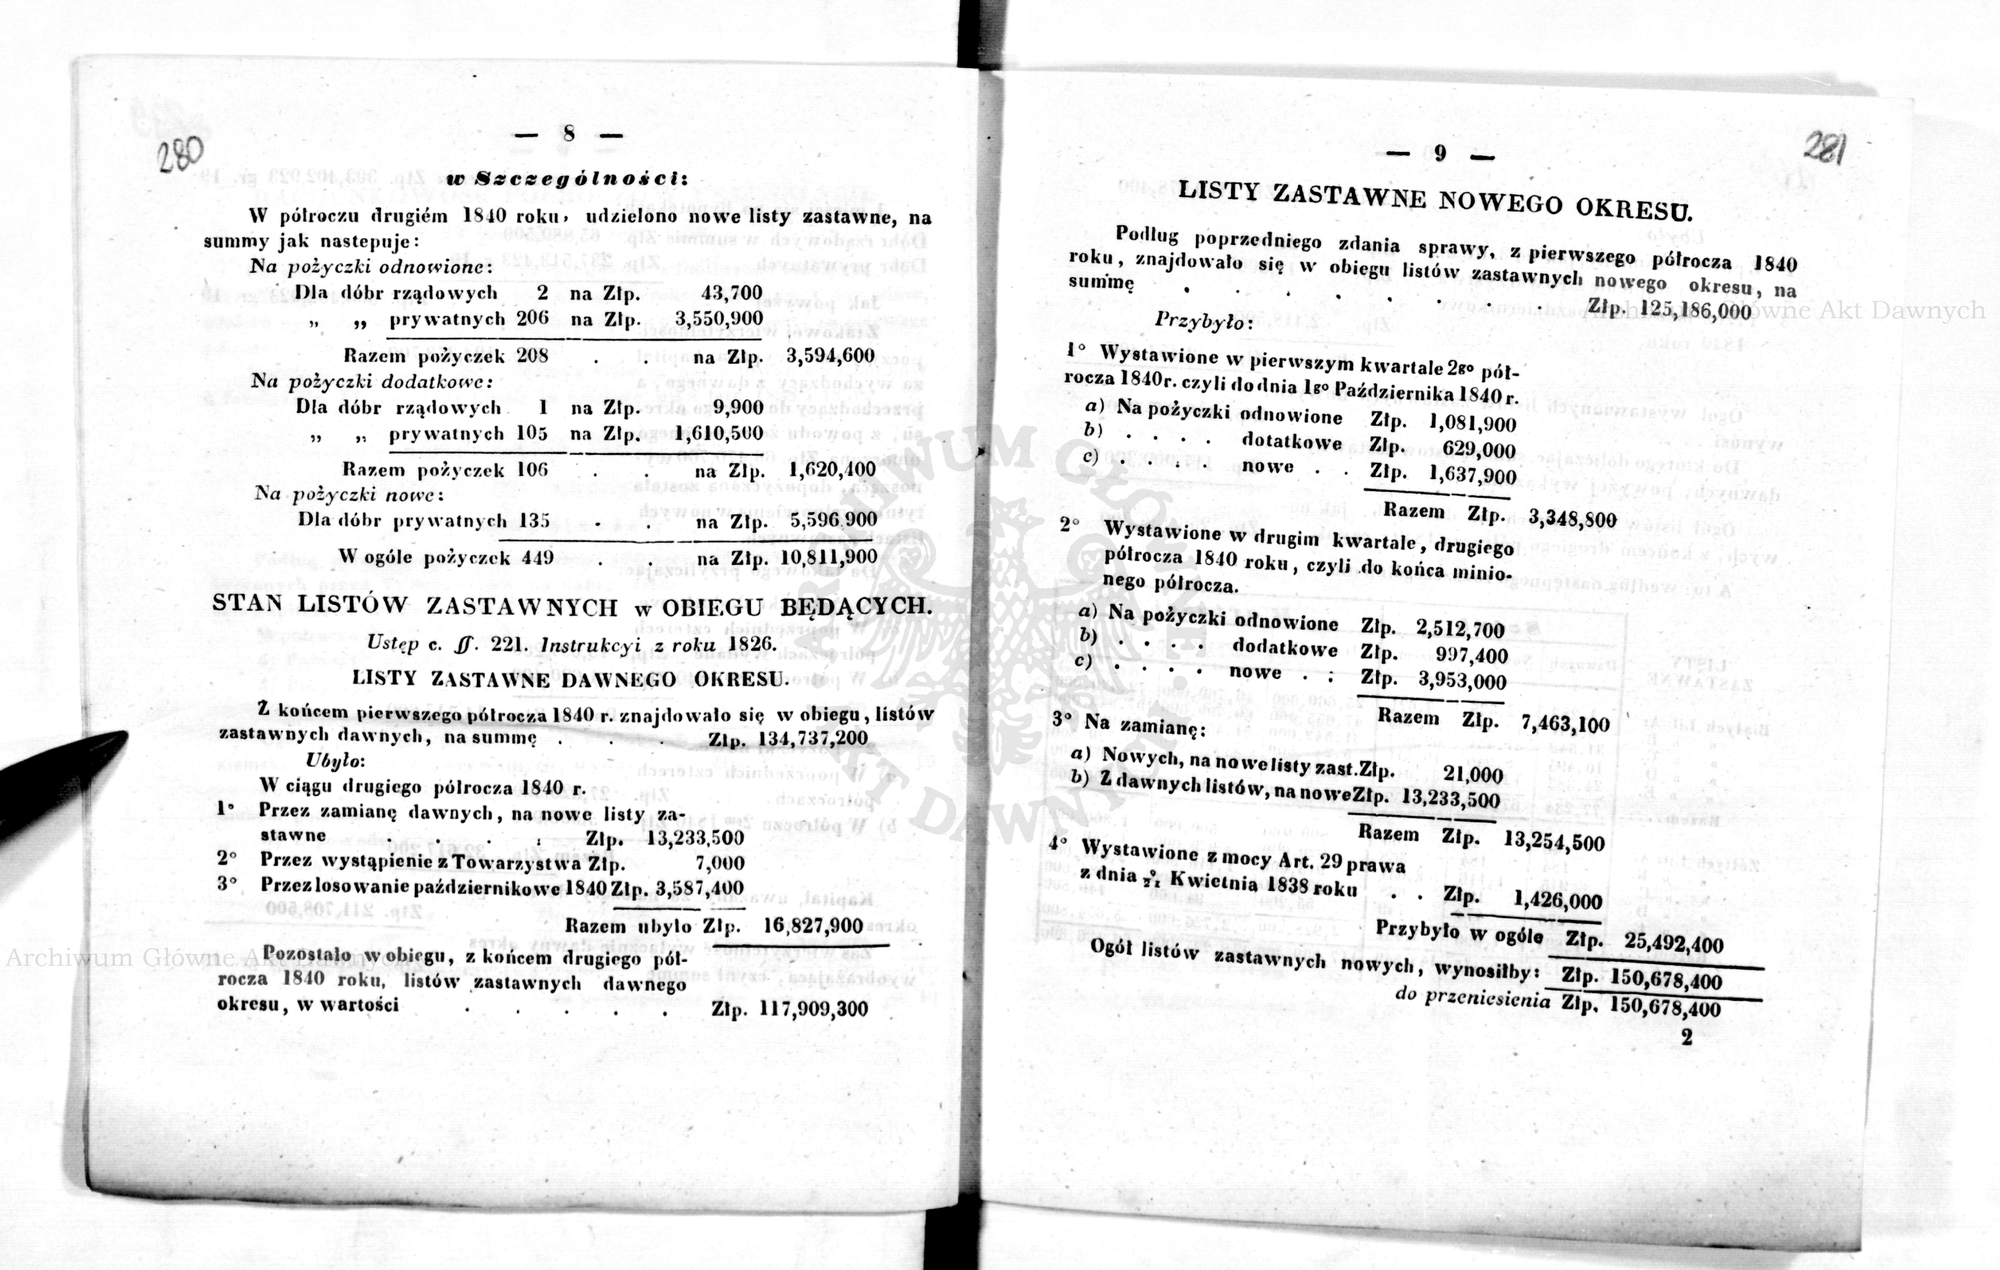 280
— 8 —
w Szczególności:
W półroczu drugiém 1840 roku, udzielono nowe listy zastawne, na
summy jak nastepuje:
Na pożyczki odnowione:
Dla dóbr rządowych 2 na Złp. 43,700
„ „ prywatnych 206 na Złp. 3,550,900
Razem pożyczek 208 . . na Złp. 3,594,600
Na pożyczki dodatkowe:
Dla dóbr rządowych 1 na Złp. 9,900
„ „ prywatnych 105 na Złp. 1,610,500
Razem pożyczek 106 . . na Złp. 1,620,400
Na pożyczki nowe:
Dla dóbr prywatnych 135 . . na Złp. 5,596,900
W ogóle pożyczek 449 . . na Złp. 10,811,900
STAN LISTÓW ZASTAWNYCH w OBIEGU BĘDĄCYCH.
Ustęp c. ʃʃ. 221. Instrukcyi z roku 1826.
LISTY ZASTAWNE DAWNEGO OKRESU.
Z końcem pierwszego półrocza 1840 r. znajdowało się w obiegu, listów
zastawnych dawnych, na summę . . . Złp. 134,737,200
Ubyło:
W ciągu drugiego półrocza 1840 r.
1° Przez zamianę dawnych, na nowe listy za-
stawne . . . : Złp. 13,233,500
2° Przez wystąpienie z Towarzystwa Złp. 7,000
3° Przez losowanie październikowe 1840 Złp. 3,587,400
Razem ubyło Złp. 16,827,900
Pozostało w obiegu, z końcem drugiego pół-
rocza 1840 roku, listów zastawnych dawnego
okresu, w wartości . . . . . Złp. 117,909,300
281
— 9 —
LISTY ZASTAWNE NOWEGO OKRESU.
Podług poprzedniego zdania sprawy, z pierwszego półrocza 1840
roku, znajdowało się w obiegu listów zastawnych nowego okresu, na
summę . . . . . . . . Złp. 125,186,000
Przybyło:
1° Wystawione w pierwszym kwartale 2go pół-
rocza 1840r. czyli do dnia 1go Października 1840 r.
a) Na pożyczki odnowione Złp. 1,081,900
b) . . . . dotatkowe Złp. 629,000
c) . . . . nowe . . Złp. 1,637,900
Razem Złp. 3,348,800
2° Wystawione w drugim kwartale, drugiego
półrocza 1840 roku, czyli do końca minio-
nego półrocza.
a) Na pożyczki odnowione Złp. 2,512,700
b) . . . . dodatkowe Złp. 997,400
c) . . . . nowe . : Złp. 3,953,000
Razem Złp. 7,463,100
3° Na zamianę:
a) Nowych, na nowe listy zast. Złp. 21,000
b) Z dawnych listów, na nowe Złp. 13,233,500
Razem Złp. 13,254,500
4° Wystawione z mocy Art. 29 prawa
z dnia 9/21 Kwietnia 1838 roku . . Złp. 1,426,000
Przybyło w ogóle Złp. 25,492,400
Ogół listów zastawnych nowych, wynosiłby: Złp. 150,678,400
do przeniesienia Złp. 150,678,400
2
Archiwum Główne Akt Dawnych
Archiwum Główne Akt Dawnych
ARCHIWUM GŁÓWNE AKT DAWNYCH